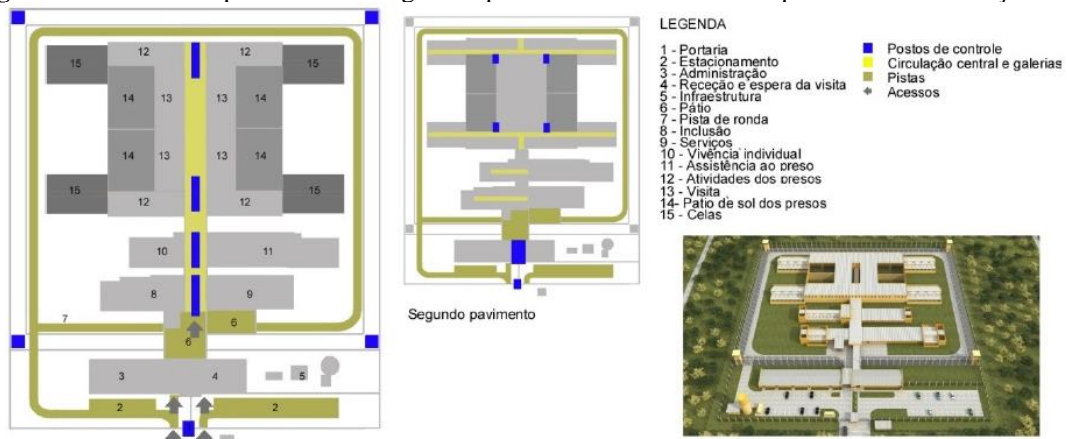 12
12
15
15
14
13
13
14
14
13
13
14
15
15
12
12
10
11
8
9
7
6
6
3
4
5
2
2
Segundo pavimento
LEGENDA
1 - Portaria
2 - Estacionamento
3 - Administração
4 - Receção e espera da visita
5 - Infraestrutura
6 - Pátio
7 - Pista de ronda
8 - Inclusão
9 - Serviços
10 - Vivência individual
11 - Assistência ao preso
12 - Atividades dos presos
13 - Visita
14- Patio de sol dos presos
15 - Celas
Postos de controle
Circulação central e galerias
Pistas
Acessos